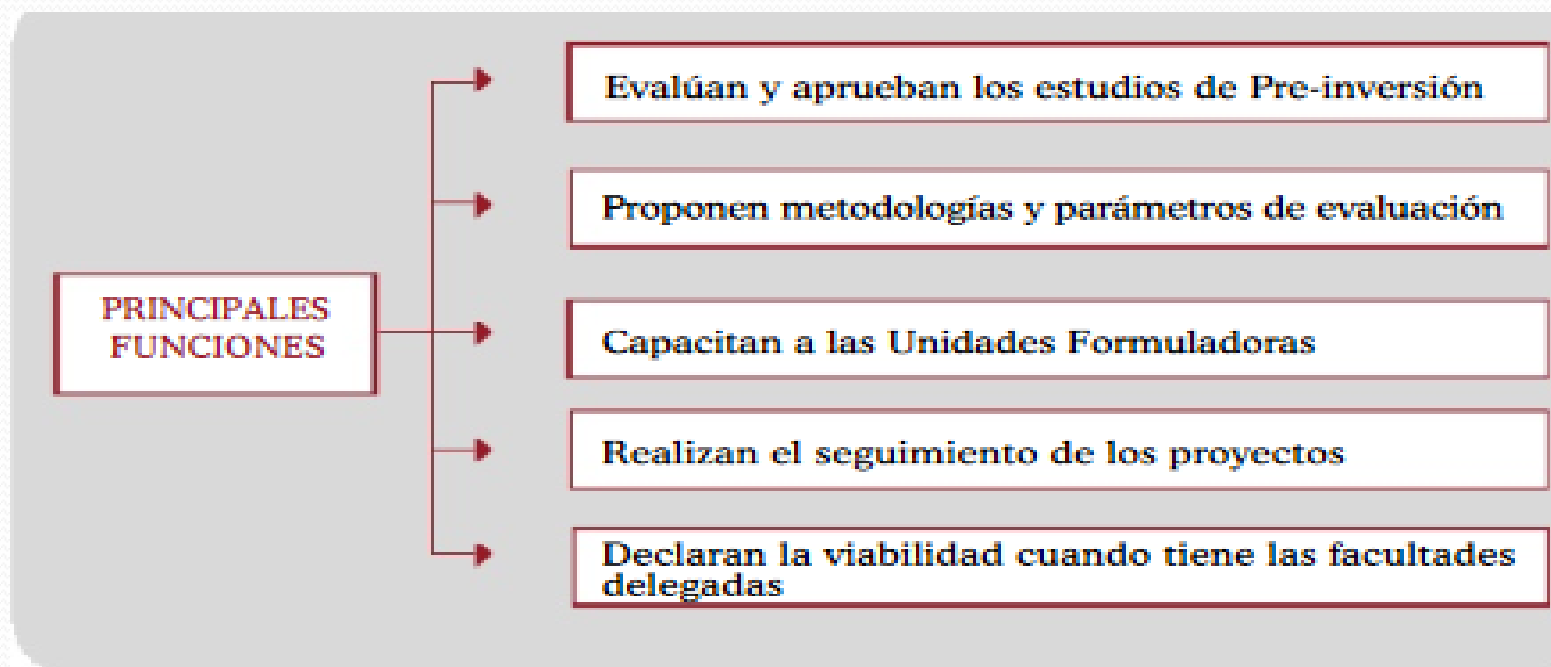 Evalúan y aprueban los estudios de Pre-inversión
Proponen metodologías y parámetros de evaluación
PRINCIPALES
FUNCIONES
Capacitan a las Unidades Formuladoras
Realizan el seguimiento de los proyectos
Declaran la viabilidad cuando tiene las facultades
delegadas